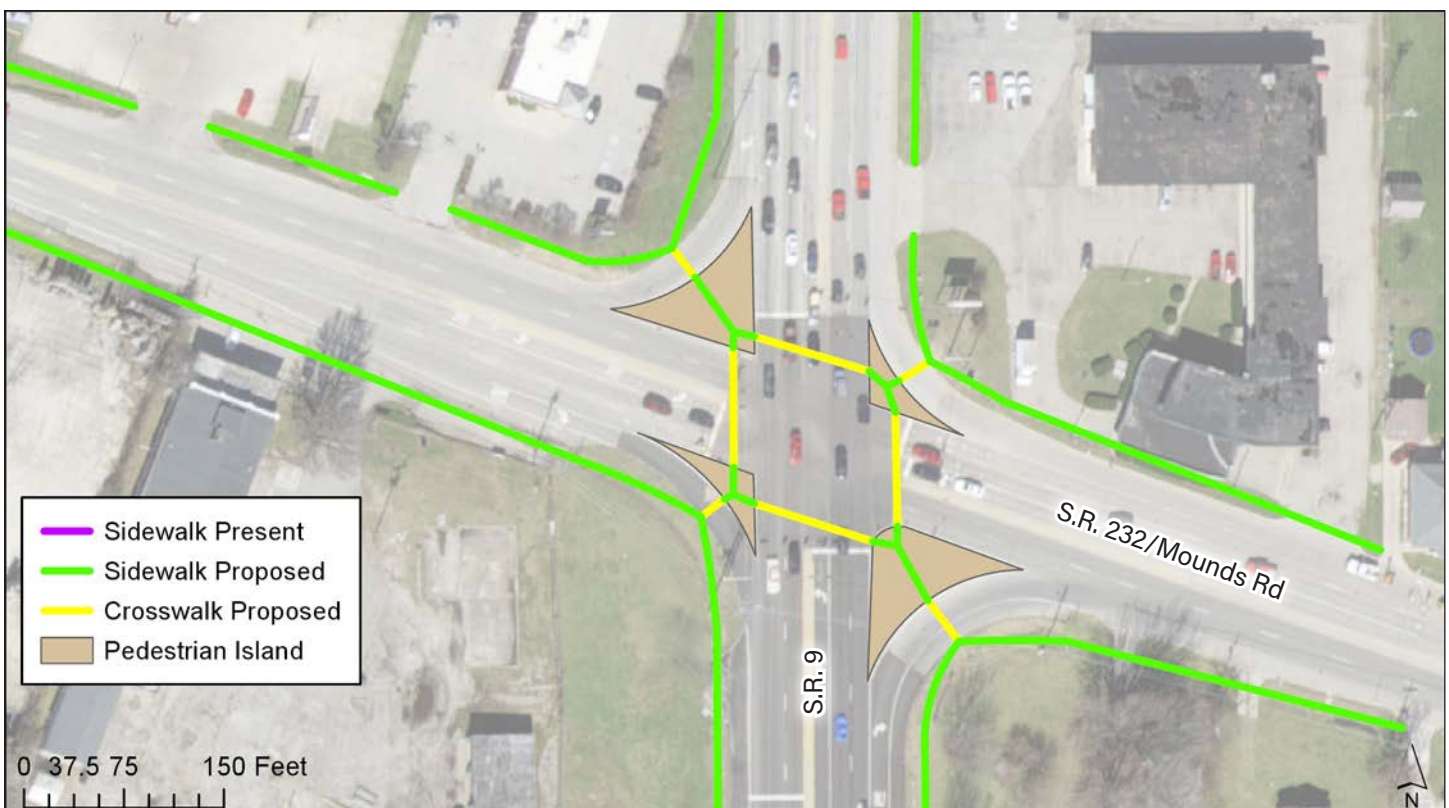 Sidewalk Present
Sidewalk Proposed
Crosswalk Proposed
Pedestrian Island
0 37.5 75 150 Feet
S.R. 232/Mounds Rd
S.R. 9
N